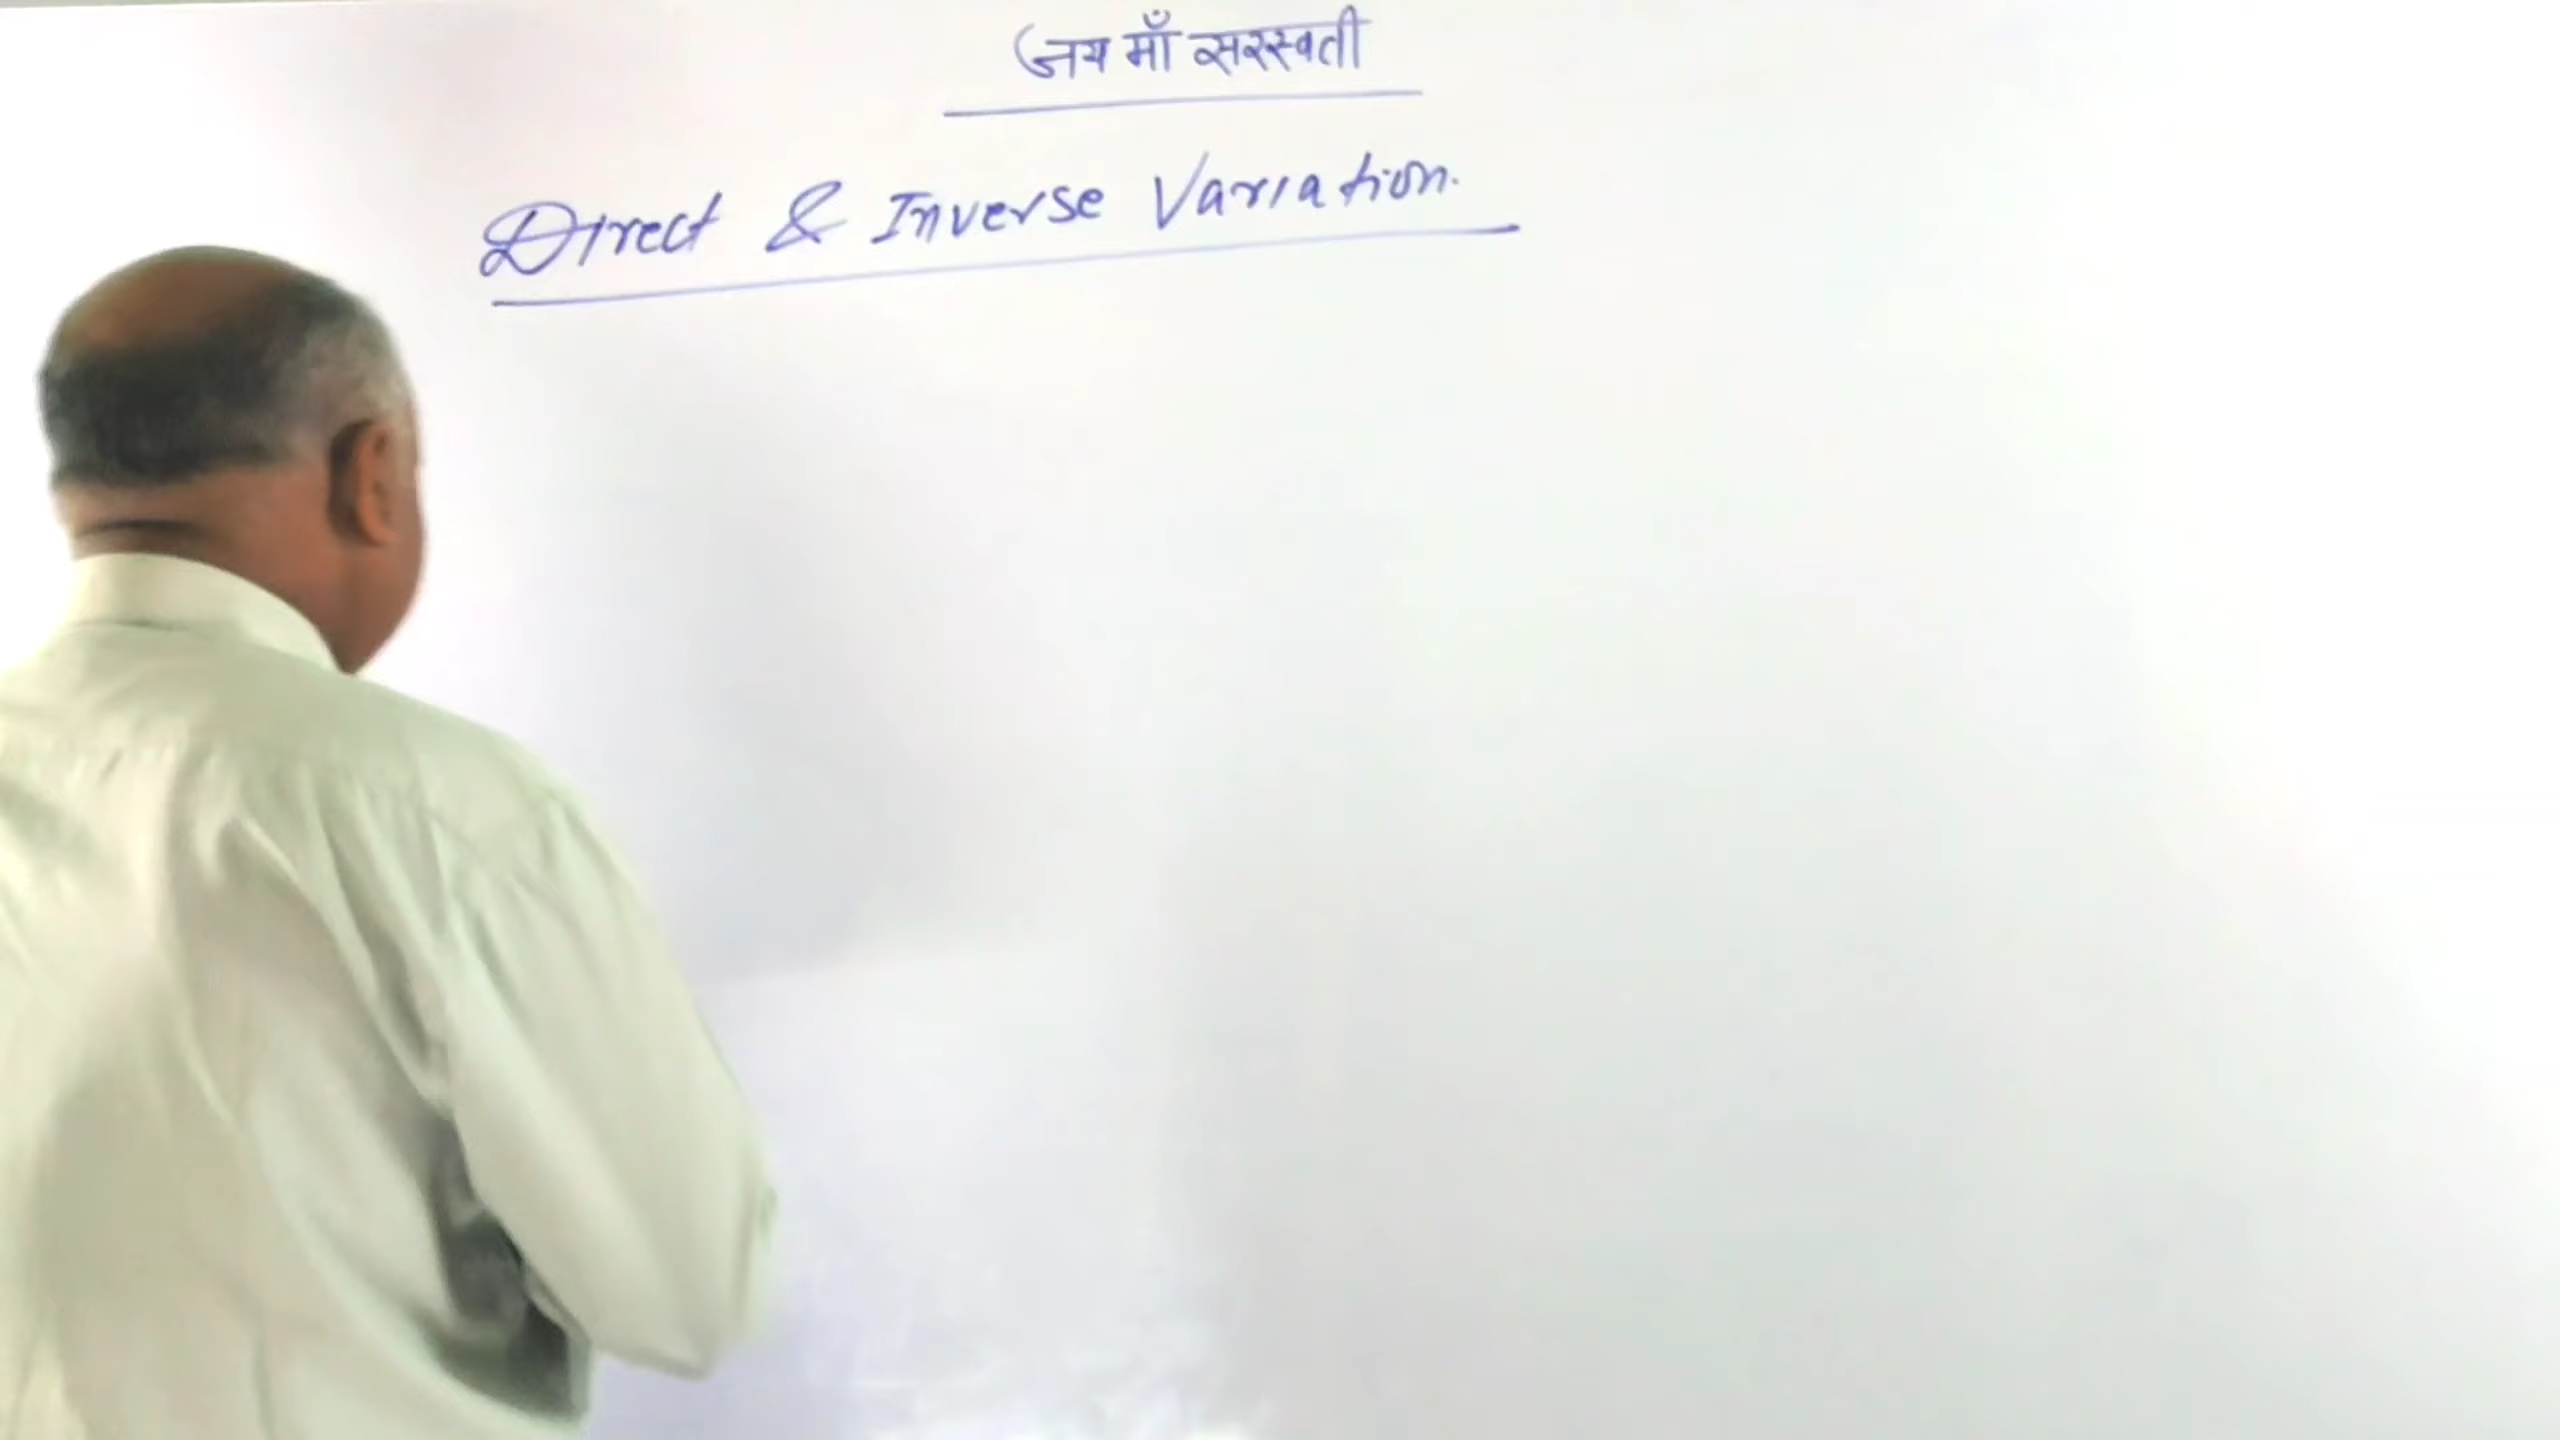 जय माँ सरस्वती
Direct & Inverse Variation.